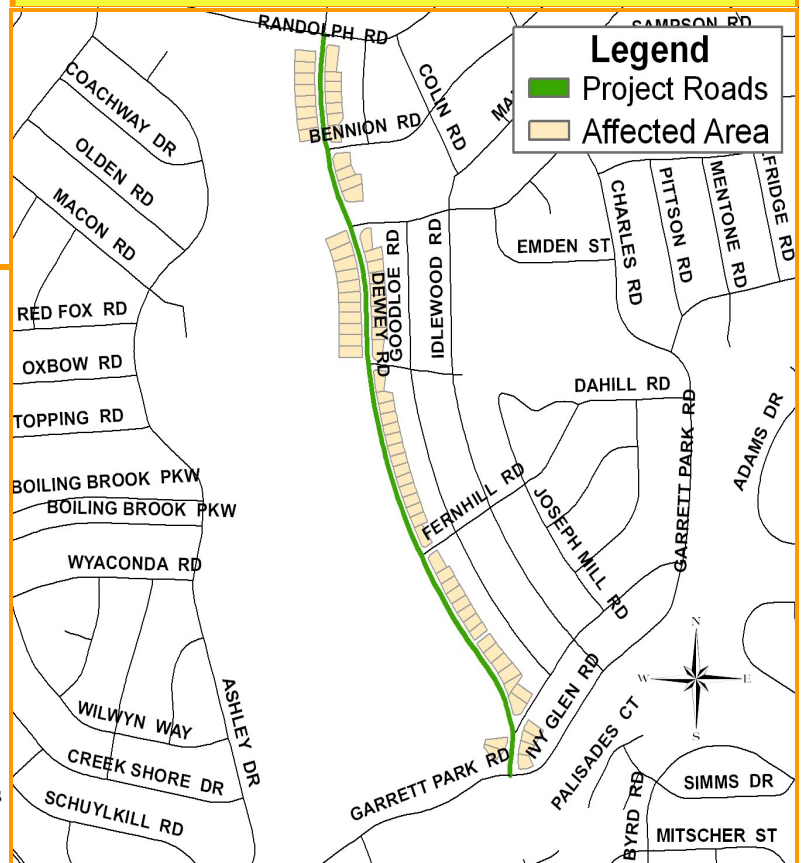 RANDOLPH RD
SAMPSON RD
Legend
Project Roads
Affected Area
COACHWAY DR
COLIN RD
BENNION RD
OLDEN RD
MACON RD
CHARLES RD
PITTSON RD
MENTONE RD
EMDEN ST
GOODLOE RD
IDLEWOOD RD
DEWEY RD
RED FOX RD
OXBOW RD
TOPPING RD
DAHILL RD
GARRETT PARK RD
ADAMS DR
BOILING BROOK PKW
BOILING BROOK PKW
FERNHILL RD
JOSEPH MILL RD
WYACONDA RD
N
W E
S
IVY GLEN RD
ASHLEY DR
WILWYN WAY
PALISADES CT
CREEK SHORE DR
GARRETT PARK RD
SCHUYLKILL RD
BYRD RD
SIMMS DR
MITSCHER ST